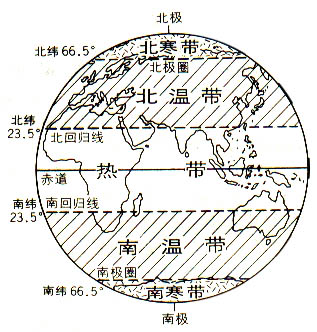 北极
北寒带
北纬 66.5°
北极圈
北温带
北纬
23.5°
北回归线
热带
赤道
南回归线
南纬
23.5°
南温带
南极圈
南纬 66.5°
南寒带
南极